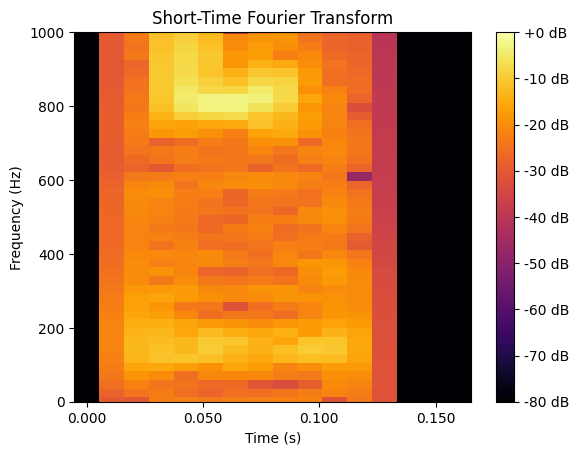 Short-Time Fourier Transform
1000
800
600
400
200
0
Frequency (Hz)
0.000
0.050
0.100
0.150
Time (s)
+0 dB
-10 dB
-20 dB
-30 dB
-40 dB
-50 dB
-60 dB
-70 dB
-80 dB